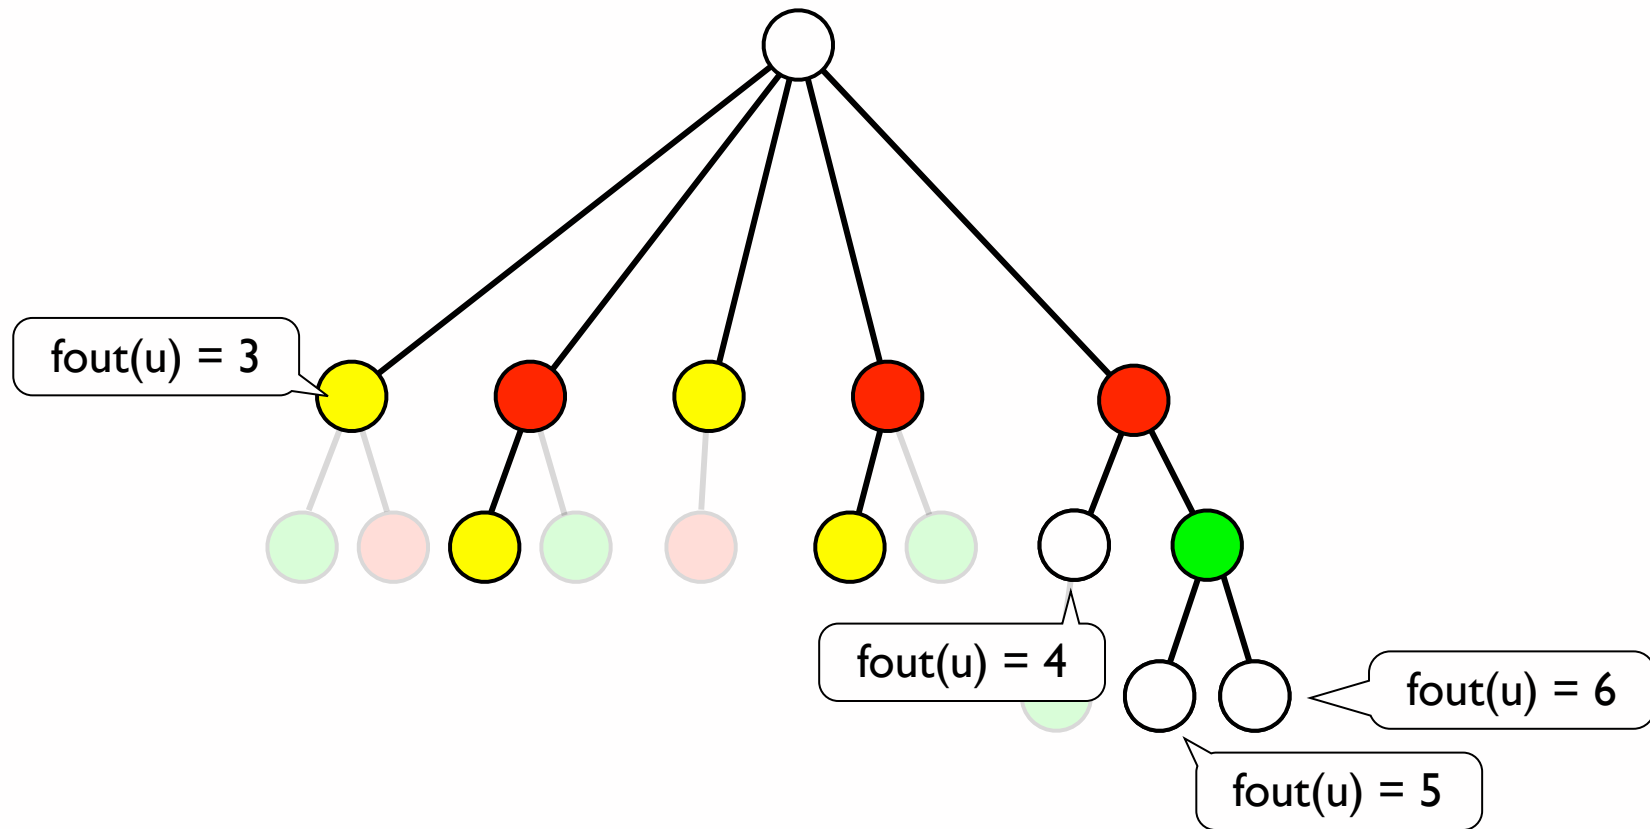 fout(u) = 3
fout(u) = 4
fout(u) = 6
fout(u) = 5